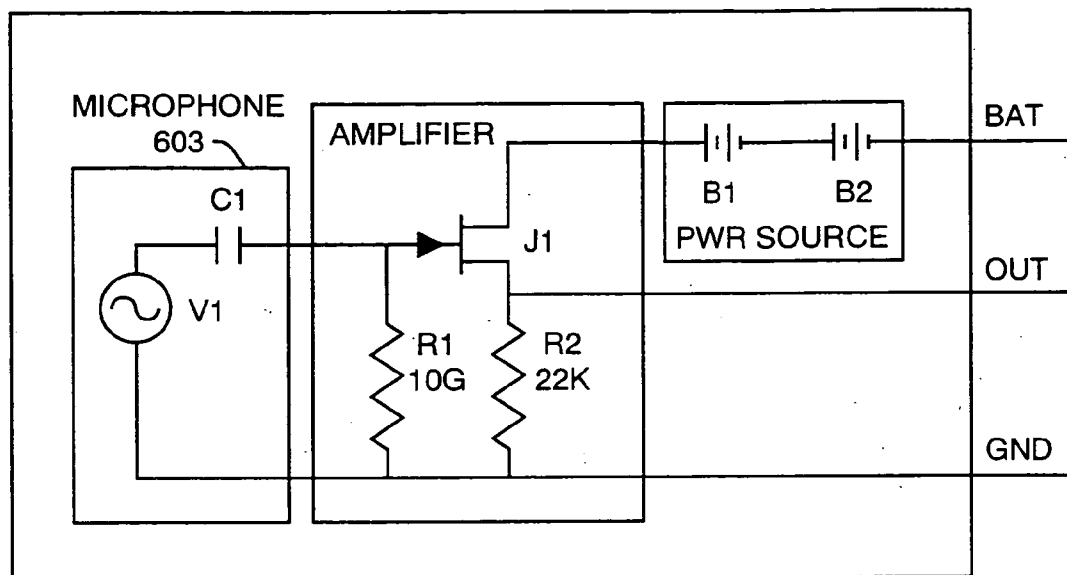 MICROPHONE
603
C1
V1
AMPLIFIER
J1
R1
10G
R2
22K
B1
B2
PWR SOURCE
BAT
OUT
GND